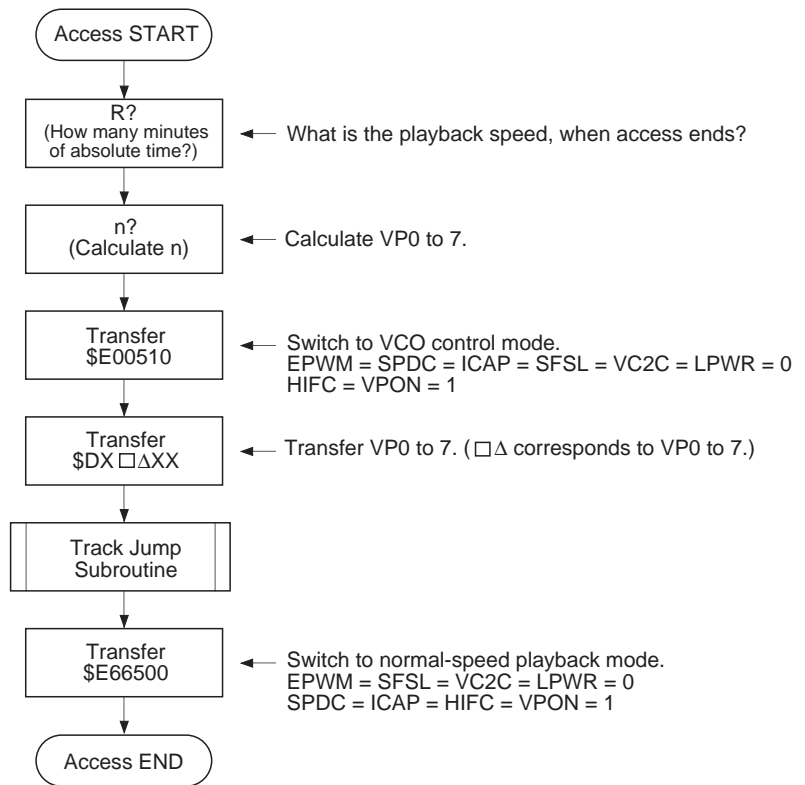 Access START
R?
(How many minutes
of absolute time?)
What is the playback speed, when access ends?
n?
(Calculate n)
Calculate VP0 to 7.
Transfer
$E00510
Switch to VCO control mode.
EPWM = SPDC = ICAP = SFSL = VC2C = LPWR = 0
HIFC = VPON = 1
Transfer
$DX □∆XX
Transfer VP0 to 7. (□∆ corresponds to VP0 to 7.)
Track Jump
Subroutine
Transfer
$E66500
Switch to normal-speed playback mode.
EPWM = SFSL = VC2C = LPWR = 0
SPDC = ICAP = HIFC = VPON = 1
Access END